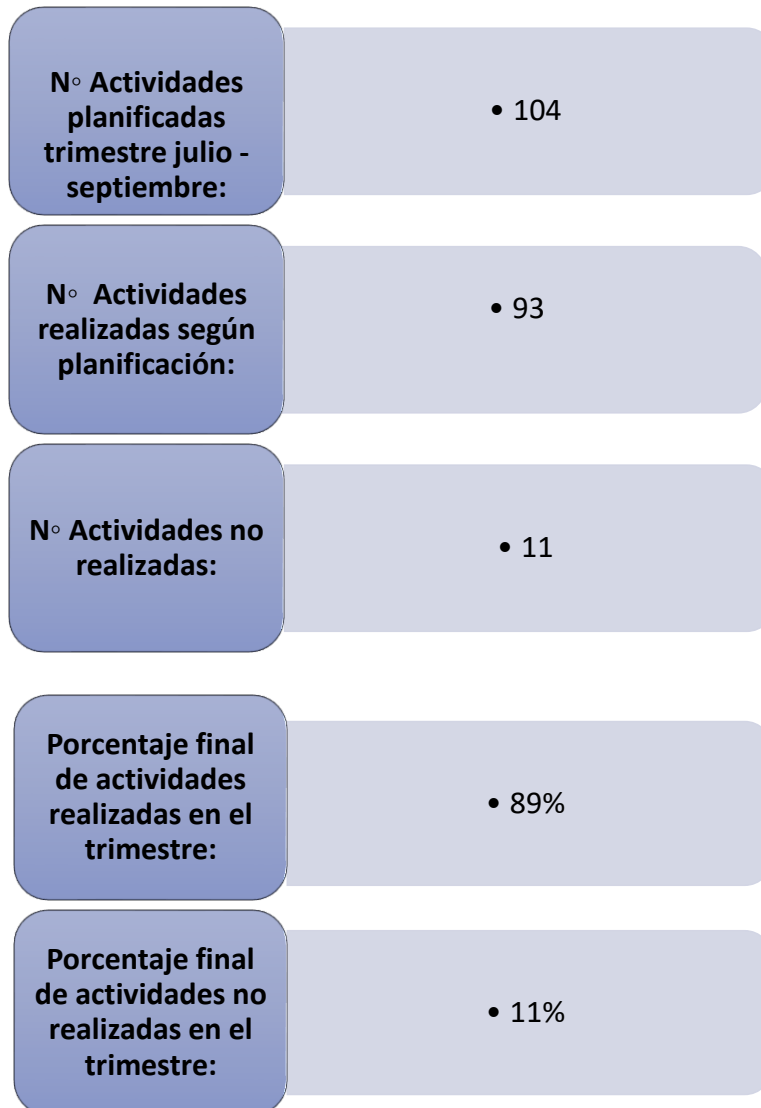 N◦ Actividades
planificadas
trimestre julio -
septiembre:
• 104
N◦ Actividades
realizadas según
planificación:
• 93
N◦ Actividades no
realizadas:
• 11
Porcentaje final
de actividades
realizadas en el
trimestre:
• 89%
Porcentaje final
de actividades no
realizadas en el
trimestre:
• 11%